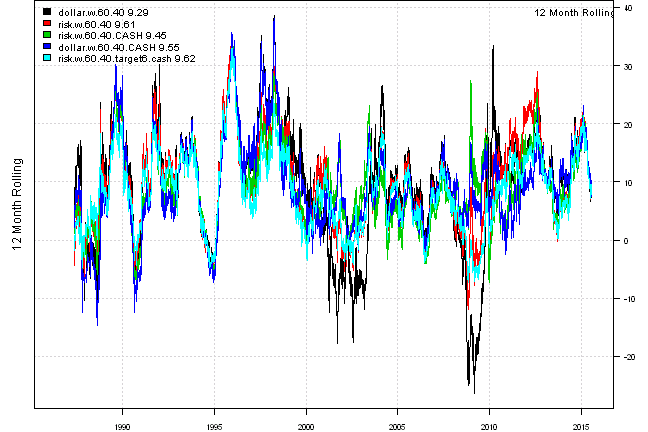 12 Month Rolling
dollar.w.60.40 9.29
risk.w.60.40 9.61
risk.w.60.40.CASH 9.45
dollar.w.60.40.CASH 9.55
risk.w.60.40.target6.cash 9.62
40
30
20
10
0
-10
-20
12 Month Rolling
1990
1995
2000
2005
2010
2015